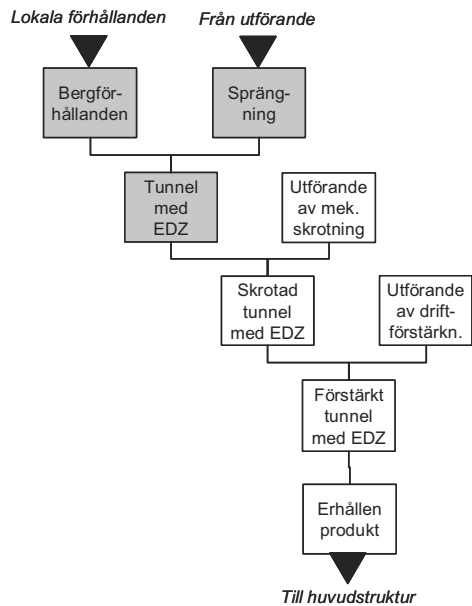 Lokala förhållanden
Från utförande
Bergför-
hållanden
Spräng-
ning
Tunnel
med
EDZ
Utförande
av mek.
skrotning
Skrotad
tunnel
med EDZ
Utförande
av drift-
förstärkn.
Förstärkt
tunnel
med EDZ
Erhållen
produkt
Till huvudstruktur